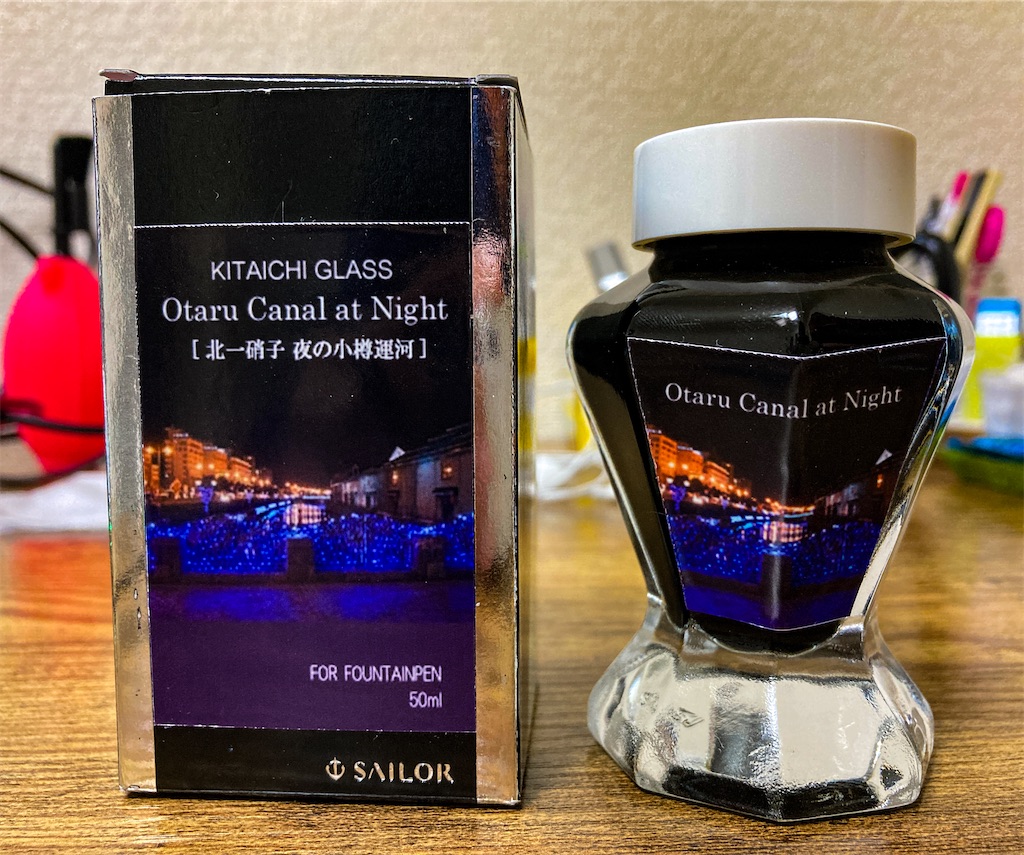 KITAICHI GLASS
Otaru Canal at Night
[ 北一硝子 夜の小樽運河 ]
FOR FOUNTAINPEN
50ml
SAILOR
Otaru Canal at Night